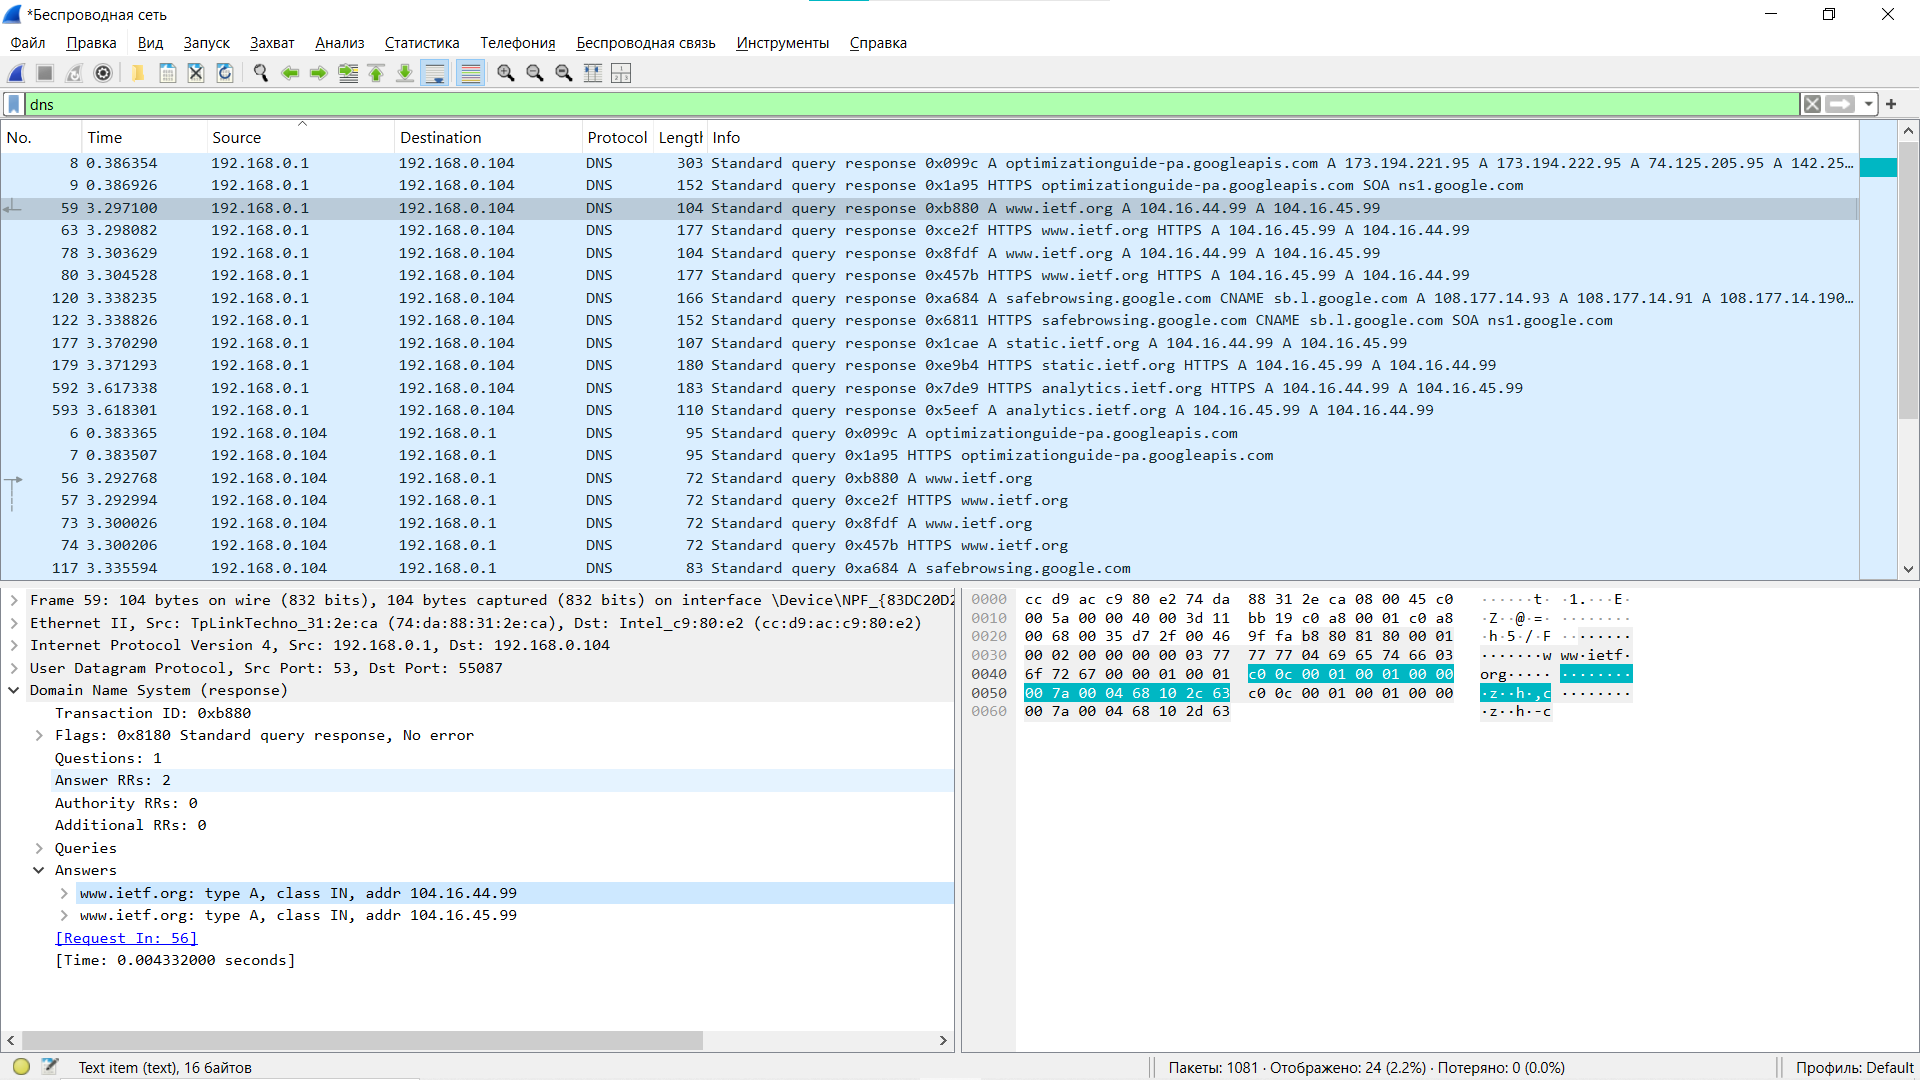 *Беспроводная сеть
Файл Правка Вид Запуск Захват Анализ Статистика Телефония Беспроводная связь Инструменты Справка
dns
No. Time Source Destination Protocol Length Info
8 0.386354 192.168.0.1 192.168.0.104 DNS 303 Standard query response 0x099c A optimizationguide-pa.googleapis.com A 173.194.221.95 A 173.194.222.95 A 74.125.205.95 A 142.25…
9 0.386926 192.168.0.1 192.168.0.104 DNS 152 Standard query response 0x1a95 HTTPS optimizationguide-pa.googleapis.com SOA ns1.google.com
59 3.297100 192.168.0.1 192.168.0.104 DNS 104 Standard query response 0xb880 A www.ietf.org A 104.16.44.99 A 104.16.45.99
63 3.298082 192.168.0.1 192.168.0.104 DNS 177 Standard query response 0xce2f HTTPS www.ietf.org HTTPS A 104.16.45.99 A 104.16.44.99
78 3.303629 192.168.0.1 192.168.0.104 DNS 104 Standard query response 0x8fdf A www.ietf.org A 104.16.44.99 A 104.16.45.99
80 3.304528 192.168.0.1 192.168.0.104 DNS 177 Standard query response 0x457b HTTPS www.ietf.org HTTPS A 104.16.45.99 A 104.16.44.99
120 3.338235 192.168.0.1 192.168.0.104 DNS 166 Standard query response 0xa684 A safebrowsing.google.com CNAME sb.l.google.com A 108.177.14.93 A 108.177.14.91 A 108.177.14.190…
122 3.338826 192.168.0.1 192.168.0.104 DNS 152 Standard query response 0x6811 HTTPS safebrowsing.google.com CNAME sb.l.google.com SOA ns1.google.com
177 3.370290 192.168.0.1 192.168.0.104 DNS 107 Standard query response 0x1cae A static.ietf.org A 104.16.44.99 A 104.16.45.99
179 3.371293 192.168.0.1 192.168.0.104 DNS 180 Standard query response 0xe9b4 HTTPS static.ietf.org HTTPS A 104.16.45.99 A 104.16.44.99
592 3.617338 192.168.0.1 192.168.0.104 DNS 183 Standard query response 0x7de9 HTTPS analytics.ietf.org HTTPS A 104.16.44.99 A 104.16.45.99
593 3.618301 192.168.0.1 192.168.0.104 DNS 110 Standard query response 0x5eef A analytics.ietf.org A 104.16.45.99 A 104.16.44.99
6 0.383365 192.168.0.104 192.168.0.1 DNS 95 Standard query 0x099c A optimizationguide-pa.googleapis.com
7 0.383507 192.168.0.104 192.168.0.1 DNS 95 Standard query 0x1a95 HTTPS optimizationguide-pa.googleapis.com
56 3.292768 192.168.0.104 192.168.0.1 DNS 72 Standard query 0xb880 A www.ietf.org
57 3.292994 192.168.0.104 192.168.0.1 DNS 72 Standard query 0xce2f HTTPS www.ietf.org
73 3.300026 192.168.0.104 192.168.0.1 DNS 72 Standard query 0x8fdf A www.ietf.org
74 3.300206 192.168.0.104 192.168.0.1 DNS 72 Standard query 0x457b HTTPS www.ietf.org
117 3.335594 192.168.0.104 192.168.0.1 DNS 83 Standard query 0xa684 A safebrowsing.google.com
Frame 59: 104 bytes on wire (832 bits), 104 bytes captured (832 bits) on interface \Device\NPF_{83DC20D2
Ethernet II, Src: TpLinkTechno_31:2e:ca (74:da:88:31:2e:ca), Dst: Intel_c9:80:e2 (cc:d9:ac:c9:80:e2)
Internet Protocol Version 4, Src: 192.168.0.1, Dst: 192.168.0.104
User Datagram Protocol, Src Port: 53, Dst Port: 55087
Domain Name System (response)
Transaction ID: 0xb880
Flags: 0x8180 Standard query response, No error
Questions: 1
Answer RRs: 2
Authority RRs: 0
Additional RRs: 0
Queries
Answers
www.ietf.org: type A, class IN, addr 104.16.44.99
www.ietf.org: type A, class IN, addr 104.16.45.99
[Request In: 56]
[Time: 0.004332000 seconds]
0000 cc d9 ac c9 80 e2 74 da 88 31 2e ca 08 00 45 c0 ······t· ·1.···E·
0010 00 5a 00 00 40 00 3d 11 bb 19 c0 a8 00 01 c0 a8 ·Z··@·=· ········
0020 00 68 00 35 d7 2f 00 46 9f fa b8 80 81 80 00 01 ·h·5·/·F ········
0030 00 02 00 00 00 00 03 77 77 77 04 69 65 74 66 03 ·······w ww·ietf·
0040 6f 72 67 00 00 01 00 01 c0 0c 00 01 00 01 00 00 org····· ········
0050 00 7a 00 04 68 10 2c 63 c0 0c 00 01 00 01 00 00 ·z··h·,c ········
0060 00 7a 00 04 68 10 2d 63 ·z··h·-c
Text item (text), 16 байтов Пакеты: 1081 · Отображено: 24 (2.2%) · Потеряно: 0 (0.0%) Профиль: Default